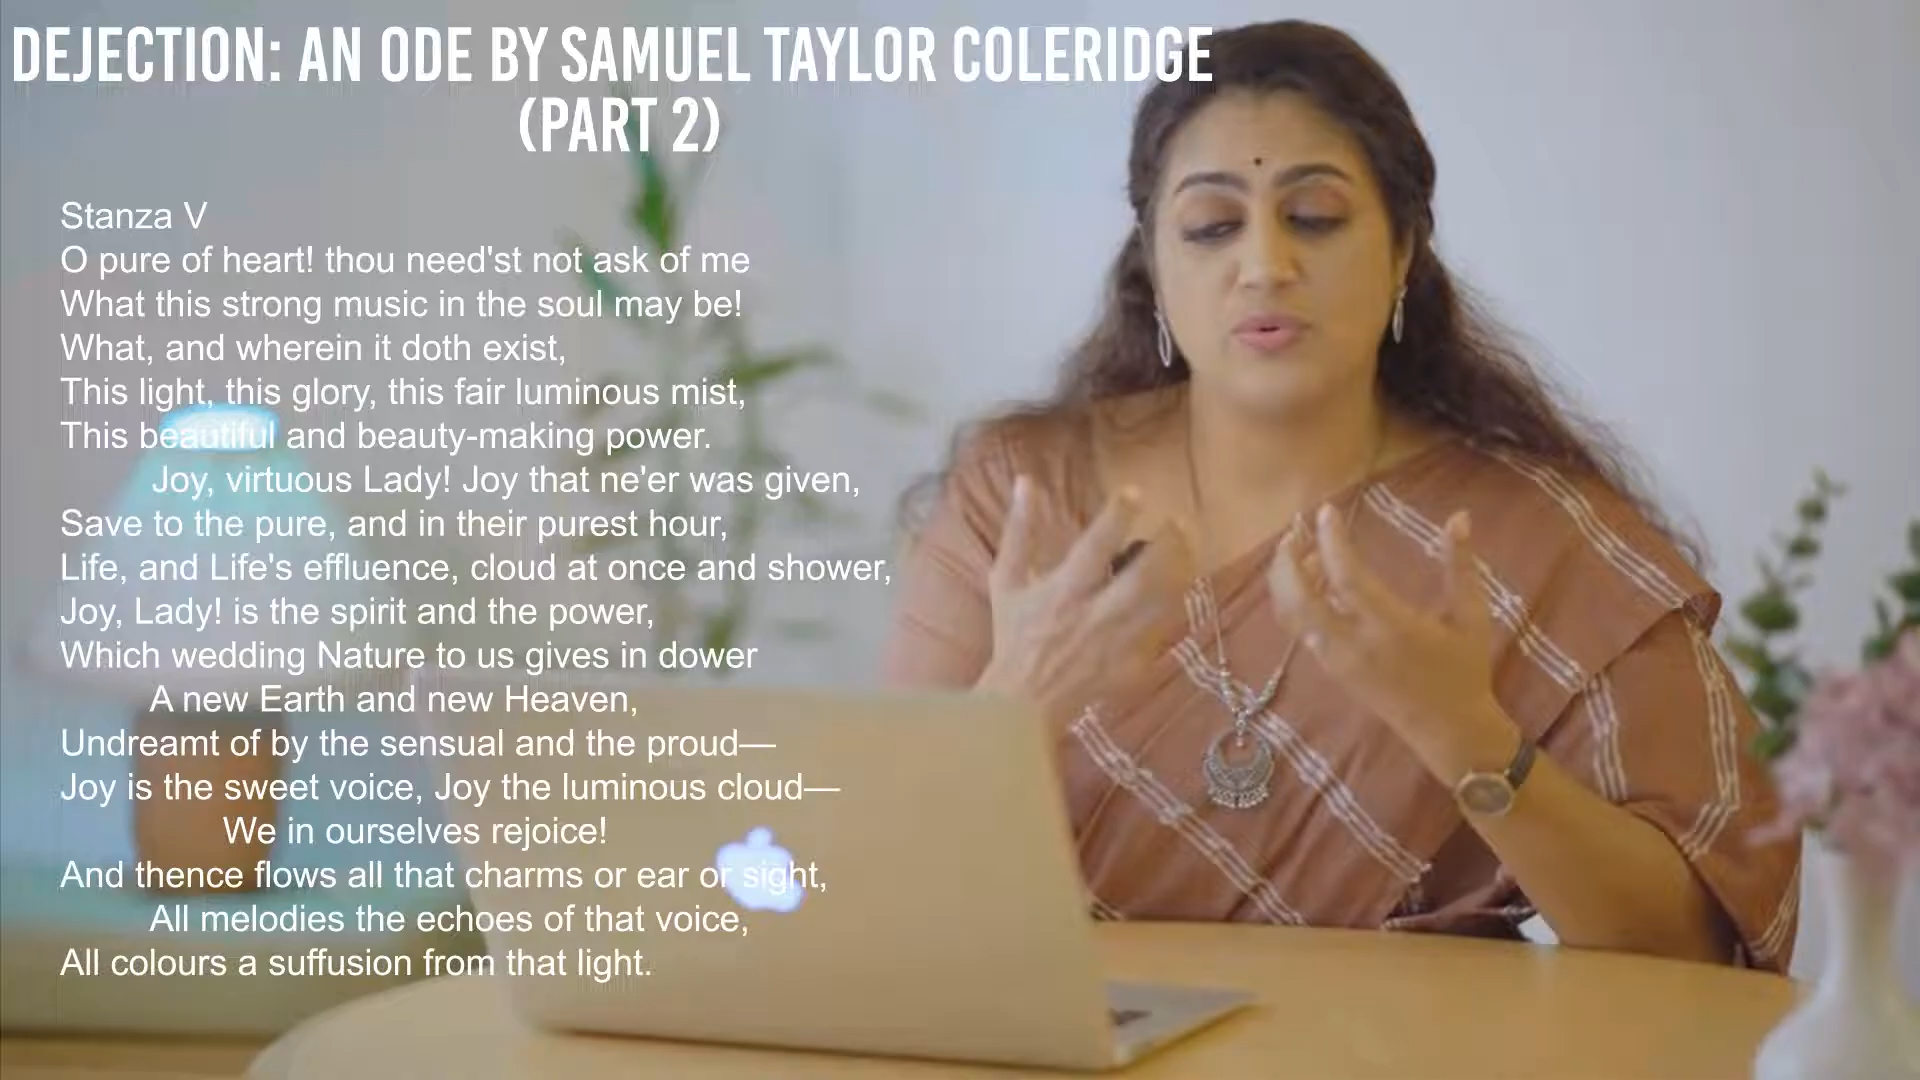 DEJECTION: AN ODE BY SAMUEL TAYLOR COLERIDGE
(PART 2)
Stanza V
O pure of heart! thou need'st not ask of me
What this strong music in the soul may be!
What, and wherein it doth exist,
This light, this glory, this fair luminous mist,
This beautiful and beauty-making power.
Joy, virtuous Lady! Joy that ne'er was given,
Save to the pure, and in their purest hour,
Life, and Life's effluence, cloud at once and shower,
Joy, Lady! is the spirit and the power,
Which wedding Nature to us gives in dower
A new Earth and new Heaven,
Undreamt of by the sensual and the proud—
Joy is the sweet voice, Joy the luminous cloud—
We in ourselves rejoice!
And thence flows all that charms or ear or sight,
All melodies the echoes of that voice,
All colours a suffusion from that light.